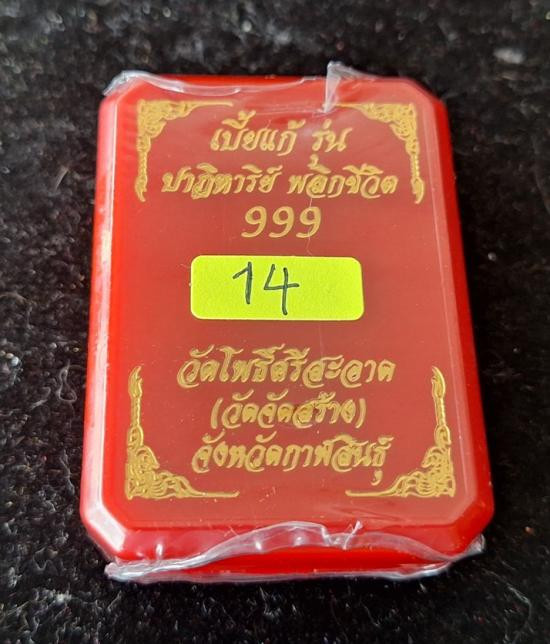 เบี้ยแก้ รุ่น
ปาฏิหาริย์ พลิกชีวิต
999
14
วัดโพธิ์ศรีสะอาด
(วัดจัดสร้าง)
จังหวัดกาฬสินธุ์